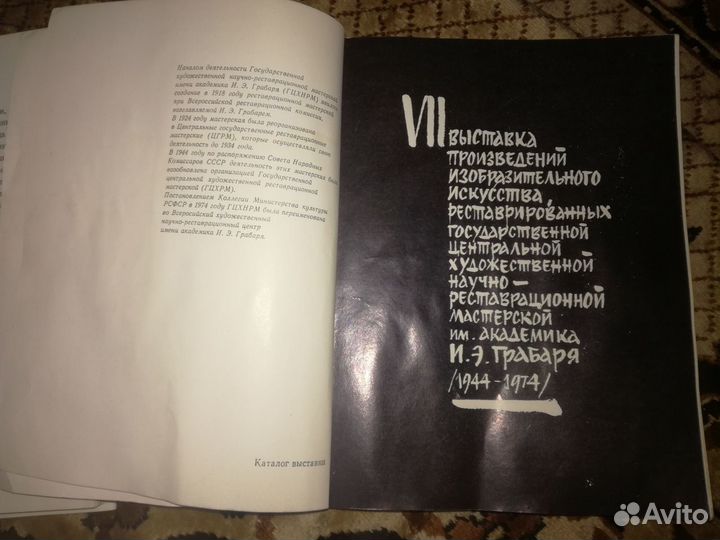 Началом деятельности Государственной
художественной научно-реставрационной мастерской
имени академика И. Э. Грабаря (ГЦХНРМ)
создание в 1918 году реставрационной мастерской
при Всероссийской реставрационной комиссии,
возглавляемой И. Э. Грабарем.
В 1924 году мастерская была реорганизована
в Центральные государственные реставрационные
мастерские (ЦГРМ), которые осуществляли свою
деятельность до 1934 года.
В 1944 году по распоряжению Совета Народных
Комиссаров СССР деятельность этих мастерских была
возобновлена организацией Государственной
центральной художественной реставрационной
мастерской (ГЦХРМ).
Постановлением Коллегии Министерства культуры
РСФСР в 1974 году ГЦХНРМ была переименована
во Всероссийский художественный
научно-реставрационный центр
имени академика И. Э. Грабаря.
Каталог выставки
VII ВЫСТАВКА
ПРОИЗВЕДЕНИЙ
ИЗОБРАЗИТЕЛЬНОГО
ИСКУССТВА,
РЕСТАВРИРОВАННЫХ
ГОСУДАРСТВЕННОЙ
ЦЕНТРАЛЬНОЙ
ХУДОЖЕСТВЕННОЙ
НАУЧНО-
РЕСТАВРАЦИОННОЙ
МАСТЕРСКОЙ
ИМ. АКАДЕМИКА
И. Э. ГРАБАРЯ
/1944-1974/
Avito